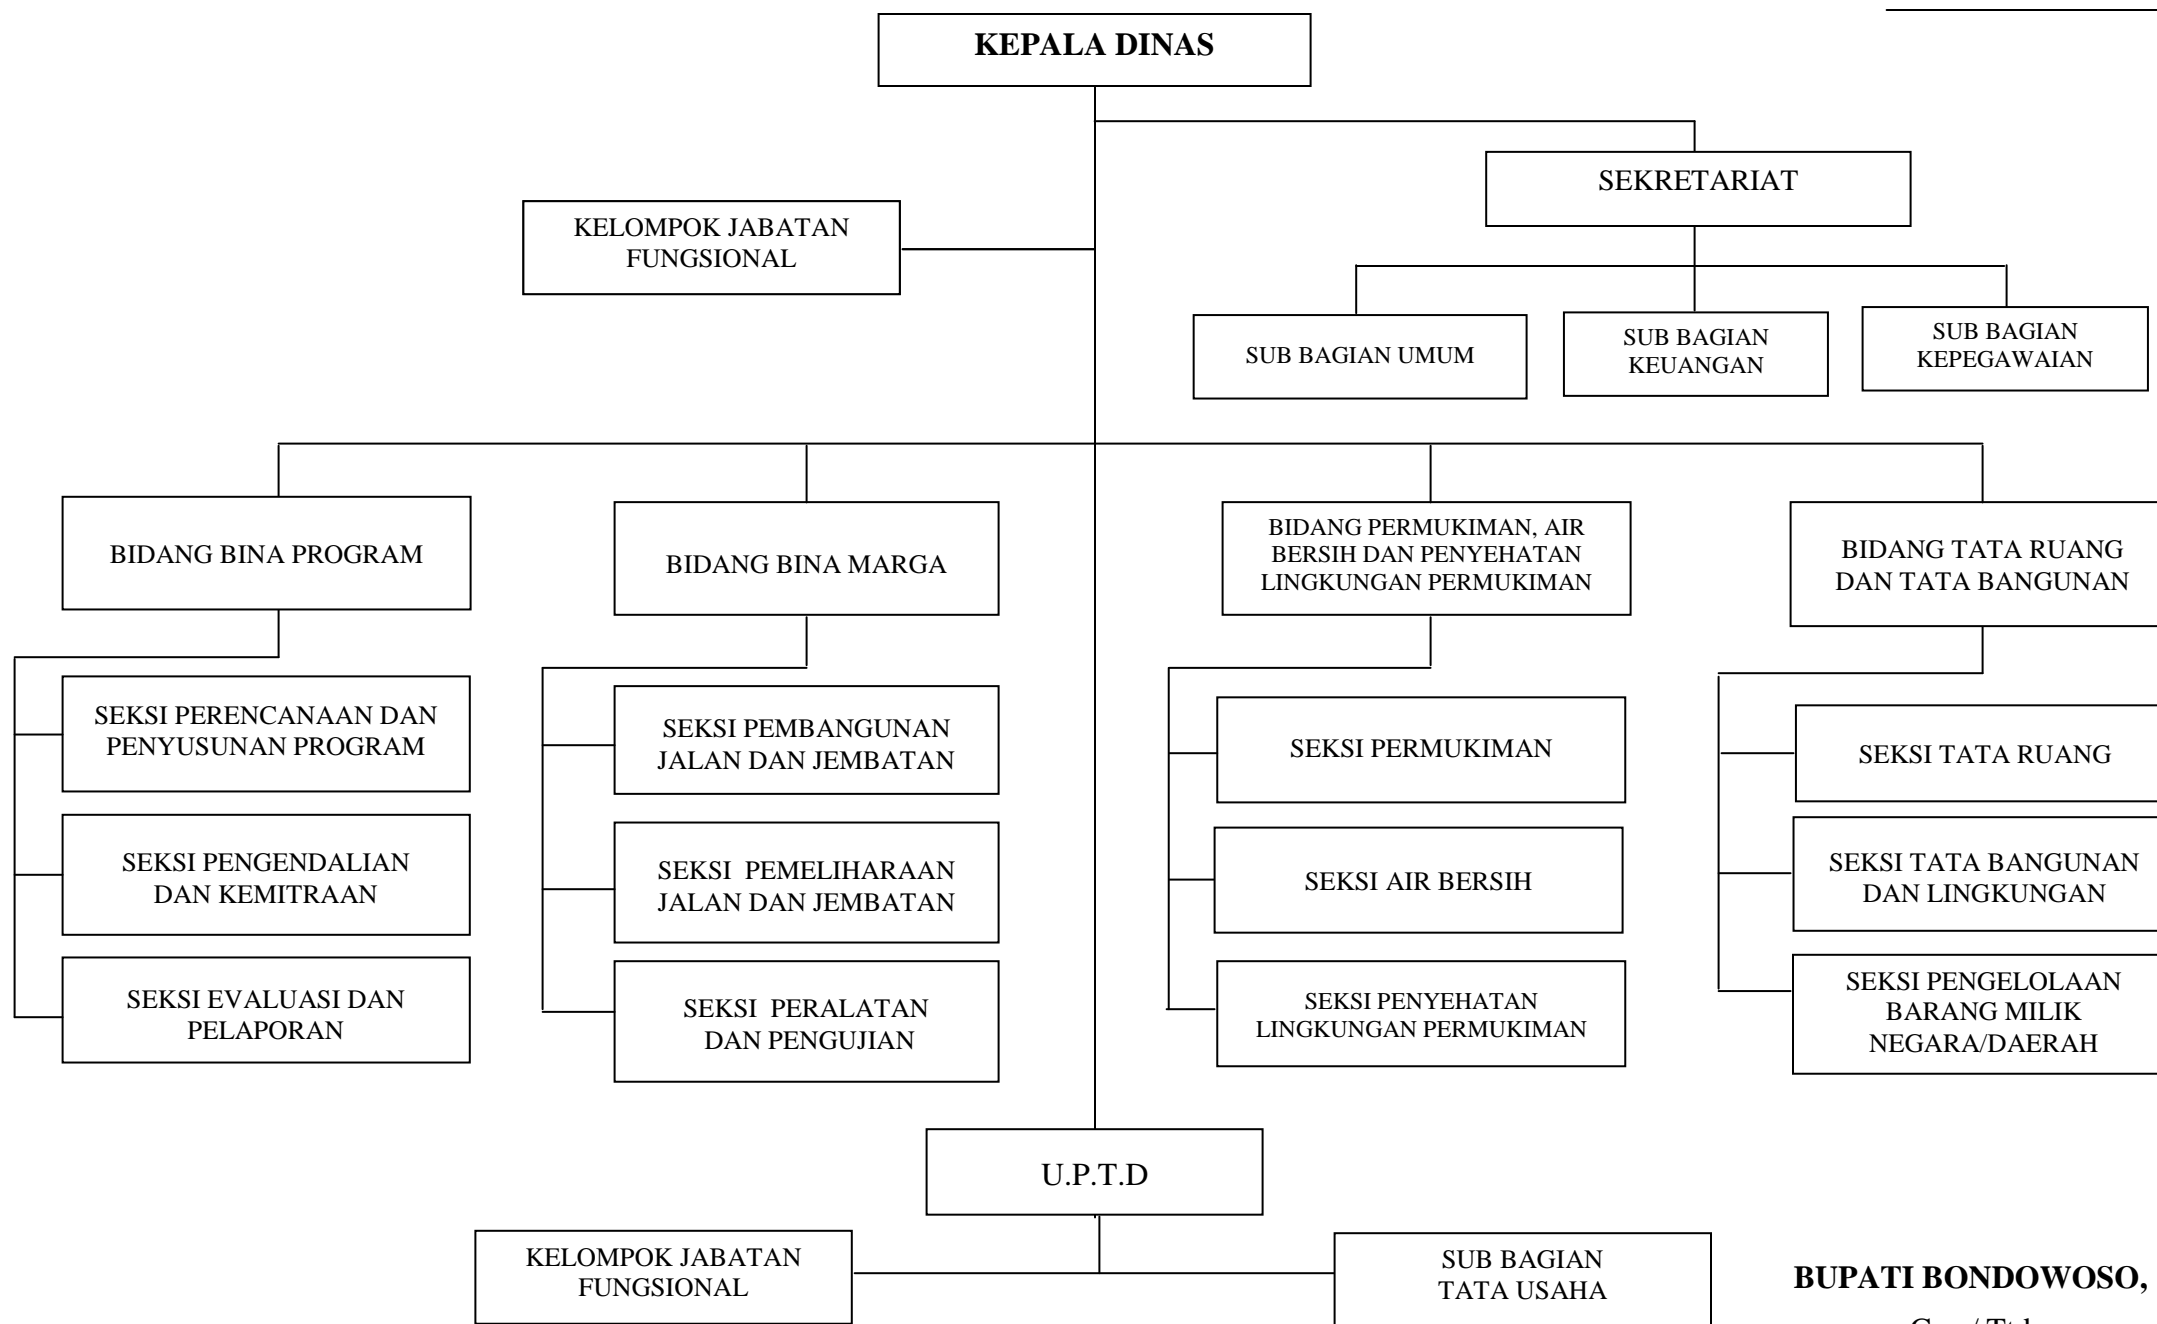 KEPALA DINAS
SEKRETARIAT
KELOMPOK JABATAN
FUNGSIONAL
SUB BAGIAN UMUM
SUB BAGIAN
KEUANGAN
SUB BAGIAN
KEPEGAWAIAN
BIDANG BINA PROGRAM
BIDANG BINA MARGA
BIDANG PERMUKIMAN, AIR
BERSIH DAN PENYEHATAN
LINGKUNGAN PERMUKIMAN
BIDANG TATA RUANG
DAN TATA BANGUNAN
SEKSI PERENCANAAN DAN
PENYUSUNAN PROGRAM
SEKSI PEMBANGUNAN
JALAN DAN JEMBATAN
SEKSI PERMUKIMAN
SEKSI TATA RUANG
SEKSI PENGENDALIAN
DAN KEMITRAAN
SEKSI PEMELIHARAAN
JALAN DAN JEMBATAN
SEKSI AIR BERSIH
SEKSI TATA BANGUNAN
DAN LINGKUNGAN
SEKSI EVALUASI DAN
PELAPORAN
SEKSI PERALATAN
DAN PENGUJIAN
SEKSI PENYEHATAN
LINGKUNGAN PERMUKIMAN
SEKSI PENGELOLAAN
BARANG MILIK
NEGARA/DAERAH
U.P.T.D
KELOMPOK JABATAN
FUNGSIONAL
SUB BAGIAN
TATA USAHA
BUPATI BONDOWOSO,